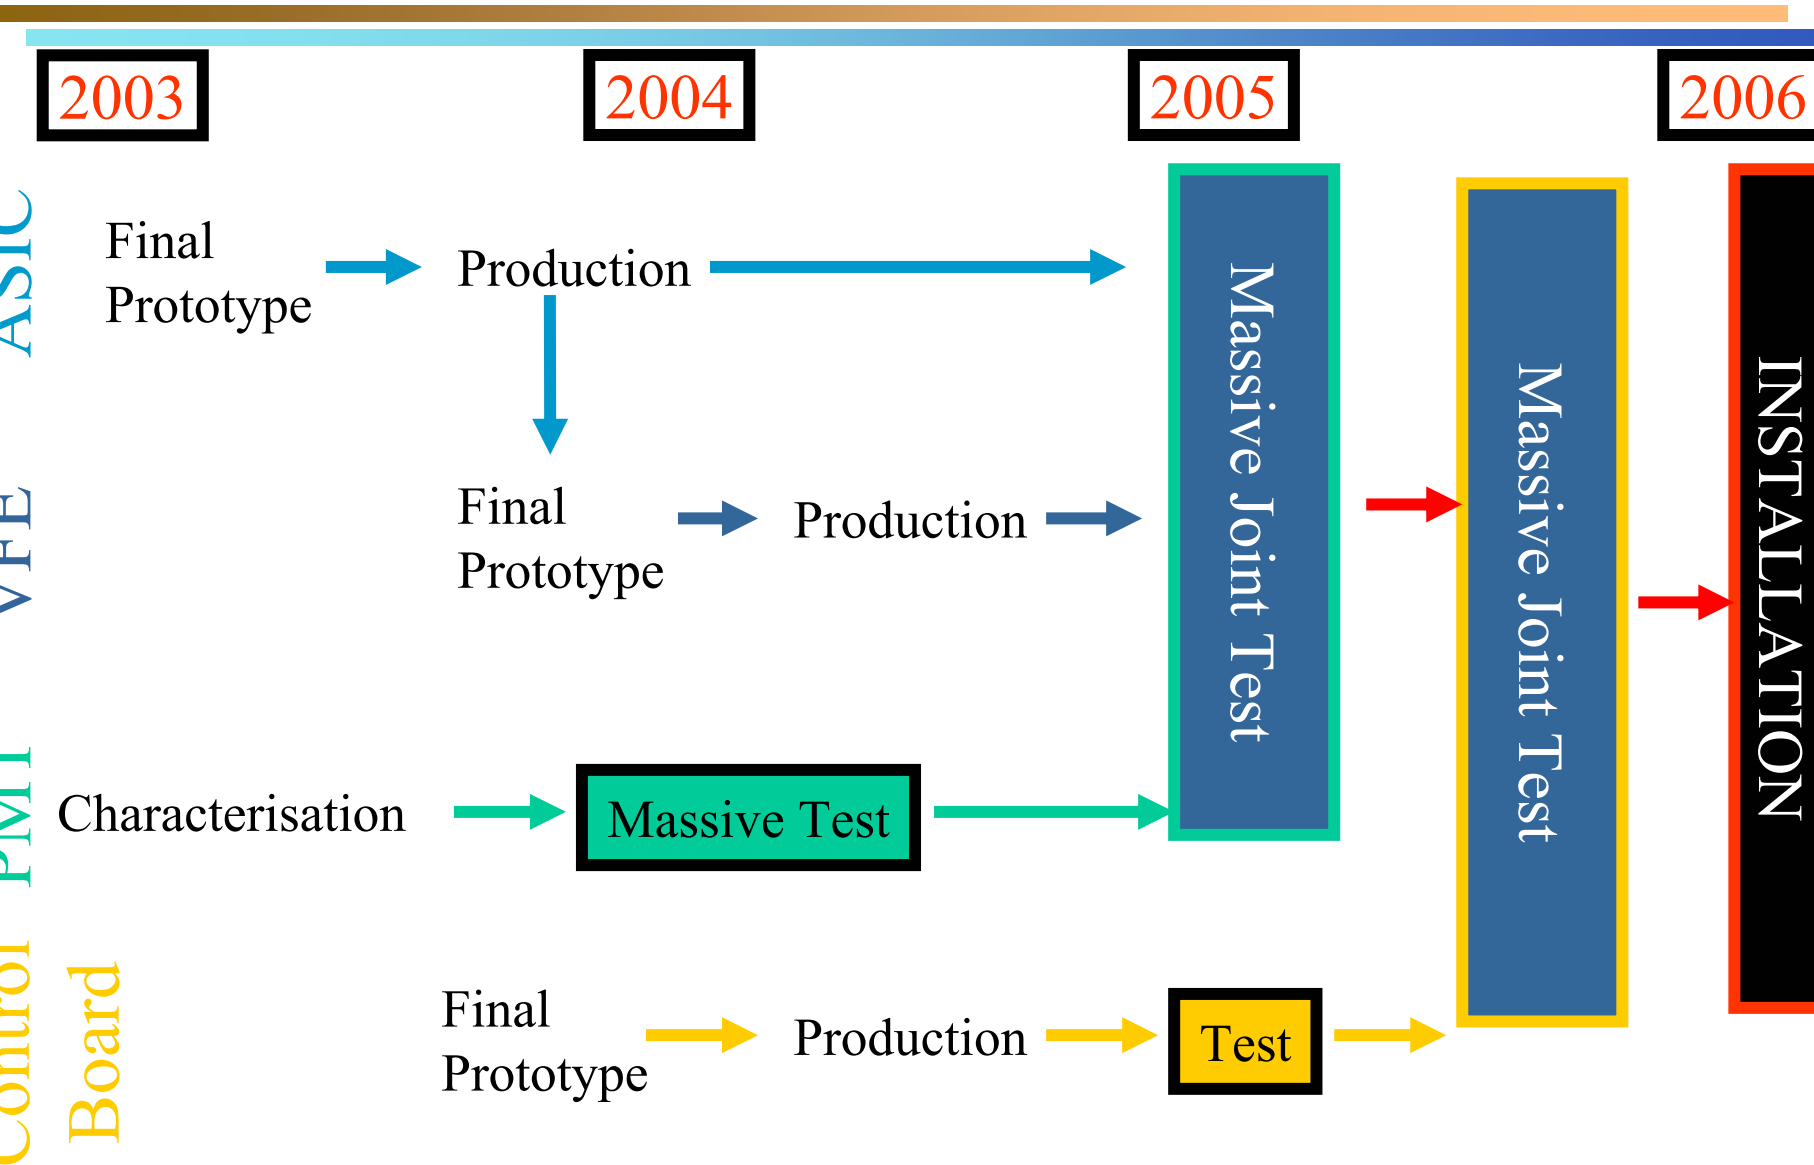 2003
2004
2005
2006
ASIC
Final
Prototype
Production
Massive Joint Test
Massive Joint Test
INSTALLATION
VFE
Final
Prototype
Production
PMT
Characterisation
Massive Test
Control
Board
Final
Prototype
Production
Test